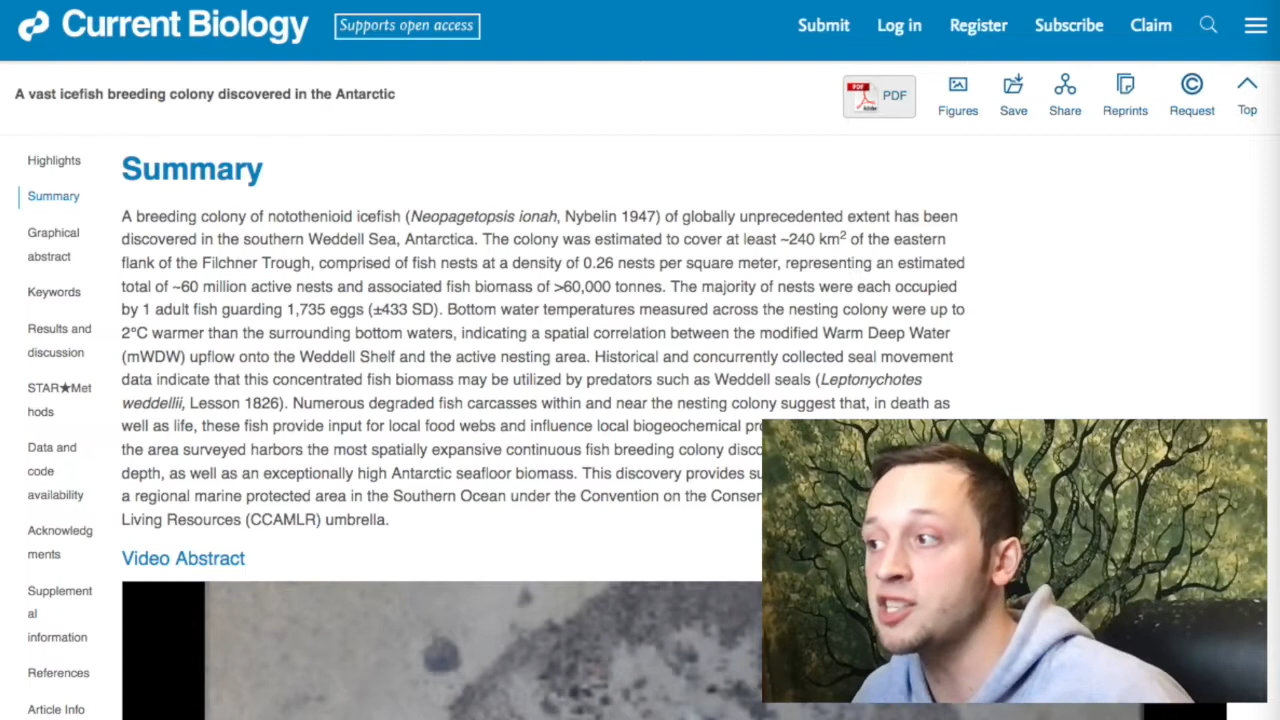 Current Biology
Supports open access
Submit Log in Register Subscribe Claim
A vast icefish breeding colony discovered in the Antarctic
PDF PDF Adobe
Figures Save Share Reprints Request Top
Highlights
Summary
Graphical
abstract
Keywords
Results and
discussion
STAR★Met
hods
Data and
code
availability
Acknowledg
ments
Supplement
al
information
References
Article Info
Summary
A breeding colony of notothenioid icefish (Neopagetopsis ionah, Nybelin 1947) of globally unprecedented extent has been
discovered in the southern Weddell Sea, Antarctica. The colony was estimated to cover at least ~240 km² of the eastern
flank of the Filchner Trough, comprised of fish nests at a density of 0.26 nests per square meter, representing an estimated
total of ~60 million active nests and associated fish biomass of >60,000 tonnes. The majority of nests were each occupied
by 1 adult fish guarding 1,735 eggs (±433 SD). Bottom water temperatures measured across the nesting colony were up to
2°C warmer than the surrounding bottom waters, indicating a spatial correlation between the modified Warm Deep Water
(mWDW) upflow onto the Weddell Shelf and the active nesting area. Historical and concurrently collected seal movement
data indicate that this concentrated fish biomass may be utilized by predators such as Weddell seals (Leptonychotes
weddellii, Lesson 1826). Numerous degraded fish carcasses within and near the nesting colony suggest that, in death as
well as life, these fish provide input for local food webs and influence local biogeochemical
the area surveyed harbors the most spatially expansive continuous fish breeding colony
depth, as well as an exceptionally high Antarctic seafloor biomass. This discovery provides
a regional marine protected area in the Southern Ocean under the Convention on the
Living Resources (CCAMLR) umbrella.
Video Abstract